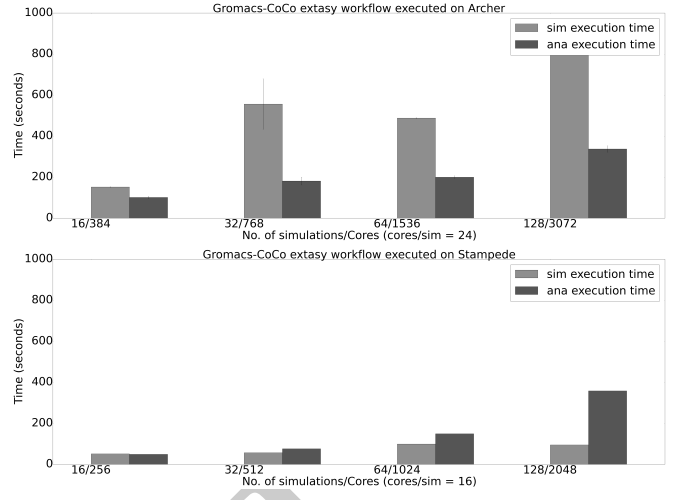 Gromacs-CoCo extasy workflow executed on Archer
1000
800
600
400
200
0
Time (seconds)
sim execution time
ana execution time
16/384 32/768 64/1536 128/3072
No. of simulations/Cores (cores/sim = 24)
Gromacs-CoCo extasy workflow executed on Stampede
1000
800
600
400
200
0
Time (seconds)
sim execution time
ana execution time
16/256 32/512 64/1024 128/2048
No. of simulations/Cores (cores/sim = 16)